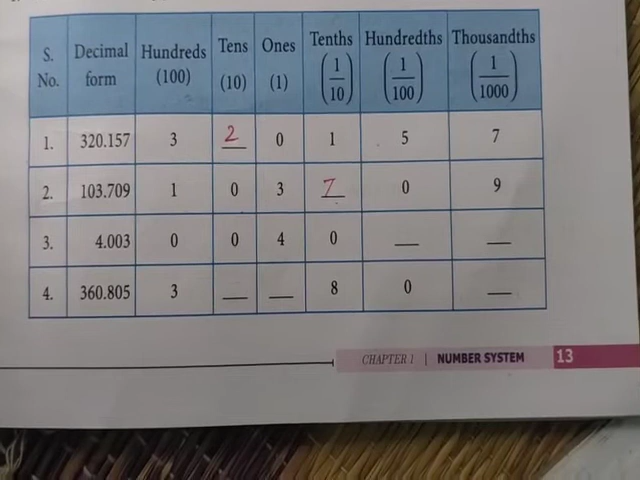 S. No. Decimal form Hundreds (100) Tens (10) Ones (1) Tenths (1/10) Hundredths (1/100) Thousandths (1/1000)
1. 320.157 3 2 0 1 5 7
2. 103.709 1 0 3 7 0 9
3. 4.003 0 0 4 0 __ __
4. 360.805 3 __ __ 8 0 __
CHAPTER 1 | NUMBER SYSTEM 13